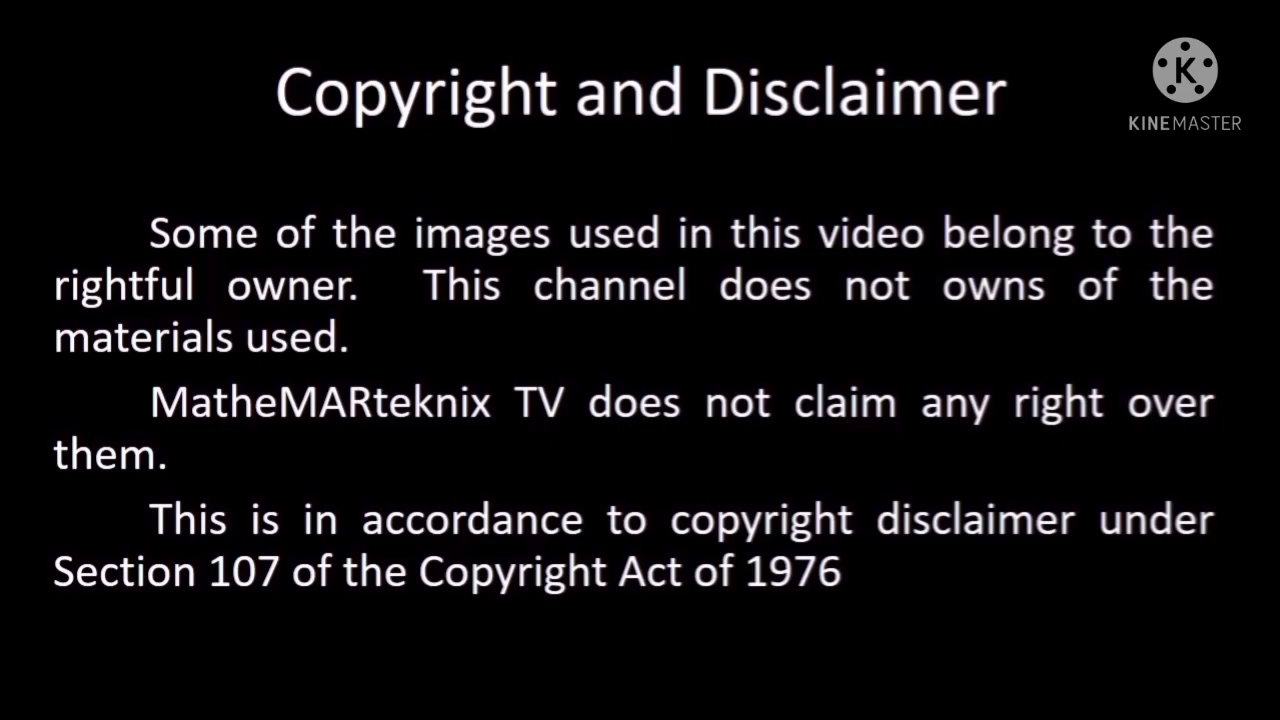 Copyright and Disclaimer
K
KINEMASTER
Some of the images used in this video belong to the
rightful owner. This channel does not owns of the
materials used.
MatheMARteknix TV does not claim any right over
them.
This is in accordance to copyright disclaimer under
Section 107 of the Copyright Act of 1976